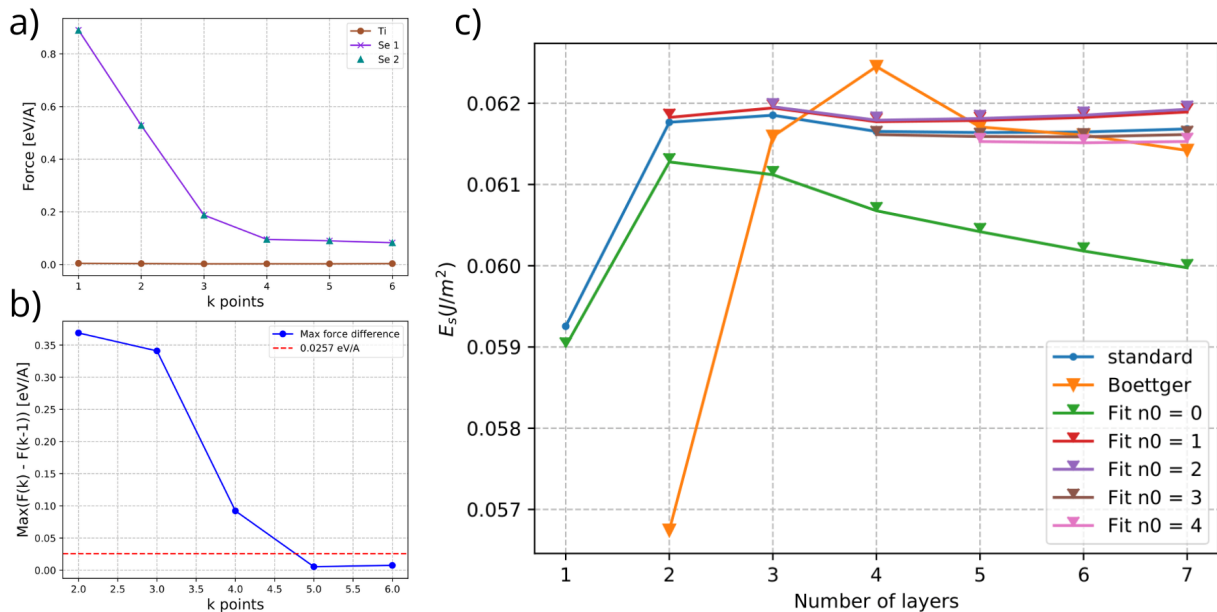 a)
Force [eV/A]
0.8
0.6
0.4
0.2
0.0
1 2 3 4 5 6
k points
Ti
Se 1
Se 2
b)
Max(F(k) - F(k-1)) [eV/A]
0.35
0.30
0.25
0.20
0.15
0.10
0.05
0.00
2.0 2.5 3.0 3.5 4.0 4.5 5.0 5.5 6.0
k points
Max force difference
0.0257 eV/A
c)
E_s(J/m^2)
0.062
0.061
0.060
0.059
0.058
0.057
1 2 3 4 5 6 7
Number of layers
standard
Boettger
Fit n0 = 0
Fit n0 = 1
Fit n0 = 2
Fit n0 = 3
Fit n0 = 4